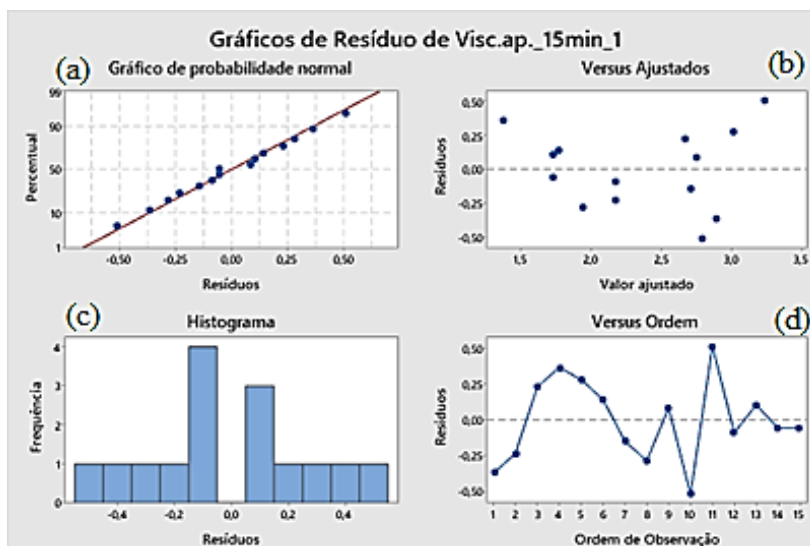 Gráficos de Resíduo de Visc.ap._15min_1
(a)
Gráfico de probabilidade normal
99
90
50
10
1
Percentual
-0,50
-0,25
0,00
0,25
0,50
Resíduos
Versus Ajustados
(b)
0,50
0,25
0,00
-0,25
-0,50
Resíduos
1,5
2,0
2,5
3,0
3,5
Valor ajustado
(c)
Histograma
4
3
2
1
0
Frequência
-0,4
-0,2
0,0
0,2
0,4
Resíduos
Versus Ordem
(d)
0,50
0,25
0,00
-0,25
-0,50
Resíduos
1 2 3 4 5 6 7 8 9 10 11 12 13 14 15
Ordem de Observação